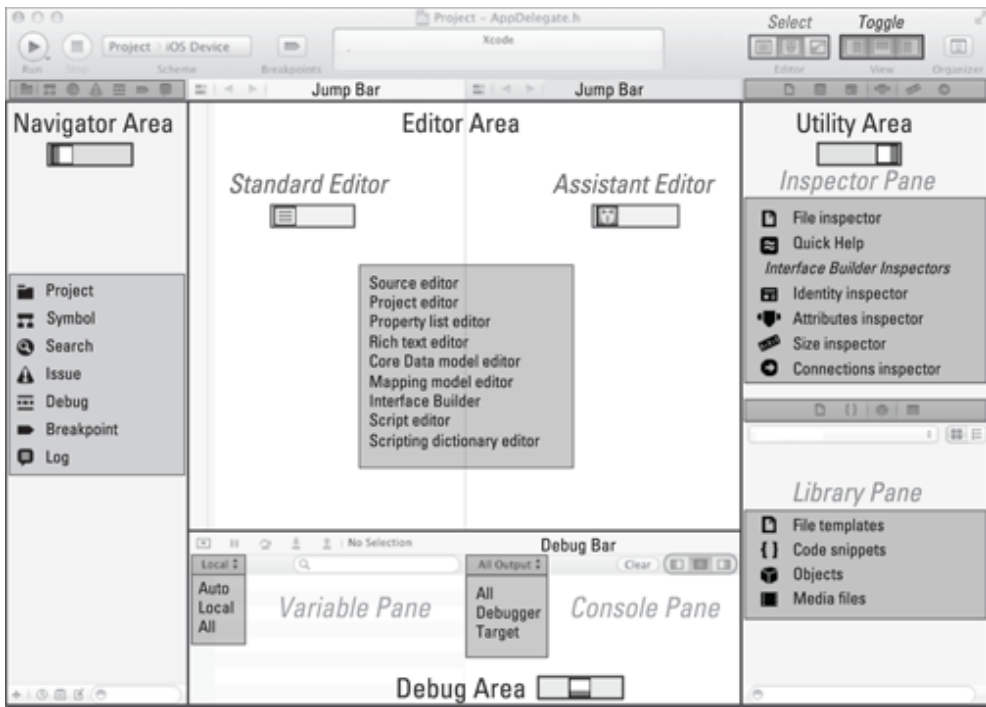 Project - AppDelegate.h
Select Toggle
Project iOS Device
Xcode
Run Stop Scheme Breakpoints Editor View Organizer
Jump Bar Jump Bar
Navigator Area
Editor Area
Utility Area
Standard Editor
Assistant Editor
Inspector Pane
File inspector
Quick Help
Interface Builder Inspectors
Identity inspector
Attributes inspector
Size inspector
Connections inspector
Project
Symbol
Search
Issue
Debug
Breakpoint
Log
Source editor
Project editor
Property list editor
Rich text editor
Core Data model editor
Mapping model editor
Interface Builder
Script editor
Scripting dictionary editor
Library Pane
File templates
{ } Code snippets
Objects
Media files
No Selection
Debug Bar
Local
All Output
Clear
Auto
Local
All
Variable Pane
All
Debugger
Target
Console Pane
Debug Area